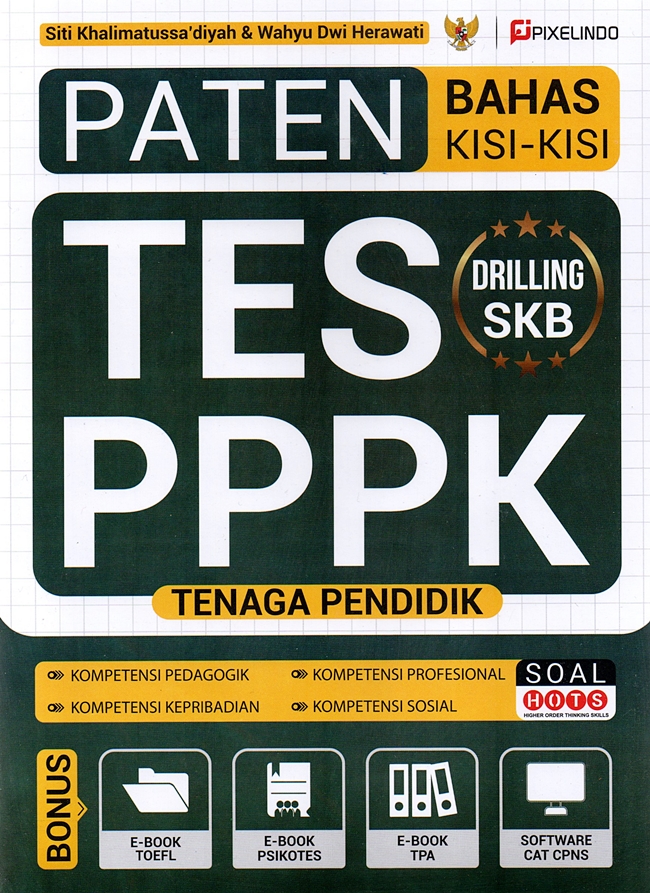 Siti Khalimatussa'diyah & Wahyu Dwi Herawati
PIXELINDO
PATEN
BAHAS
KISI-KISI
TES
DRILLING
SKB
PPPK
TENAGA PENDIDIK
KOMPETENSI PEDAGOGIK
KOMPETENSI PROFESIONAL
KOMPETENSI KEPRIBADIAN
KOMPETENSI SOSIAL
SOAL
HOTS
HIGHER ORDER THINKING SKILLS
BONUS
E-BOOK
TOEFL
E-BOOK
PSIKOTES
E-BOOK
TPA
SOFTWARE
CAT CPNS